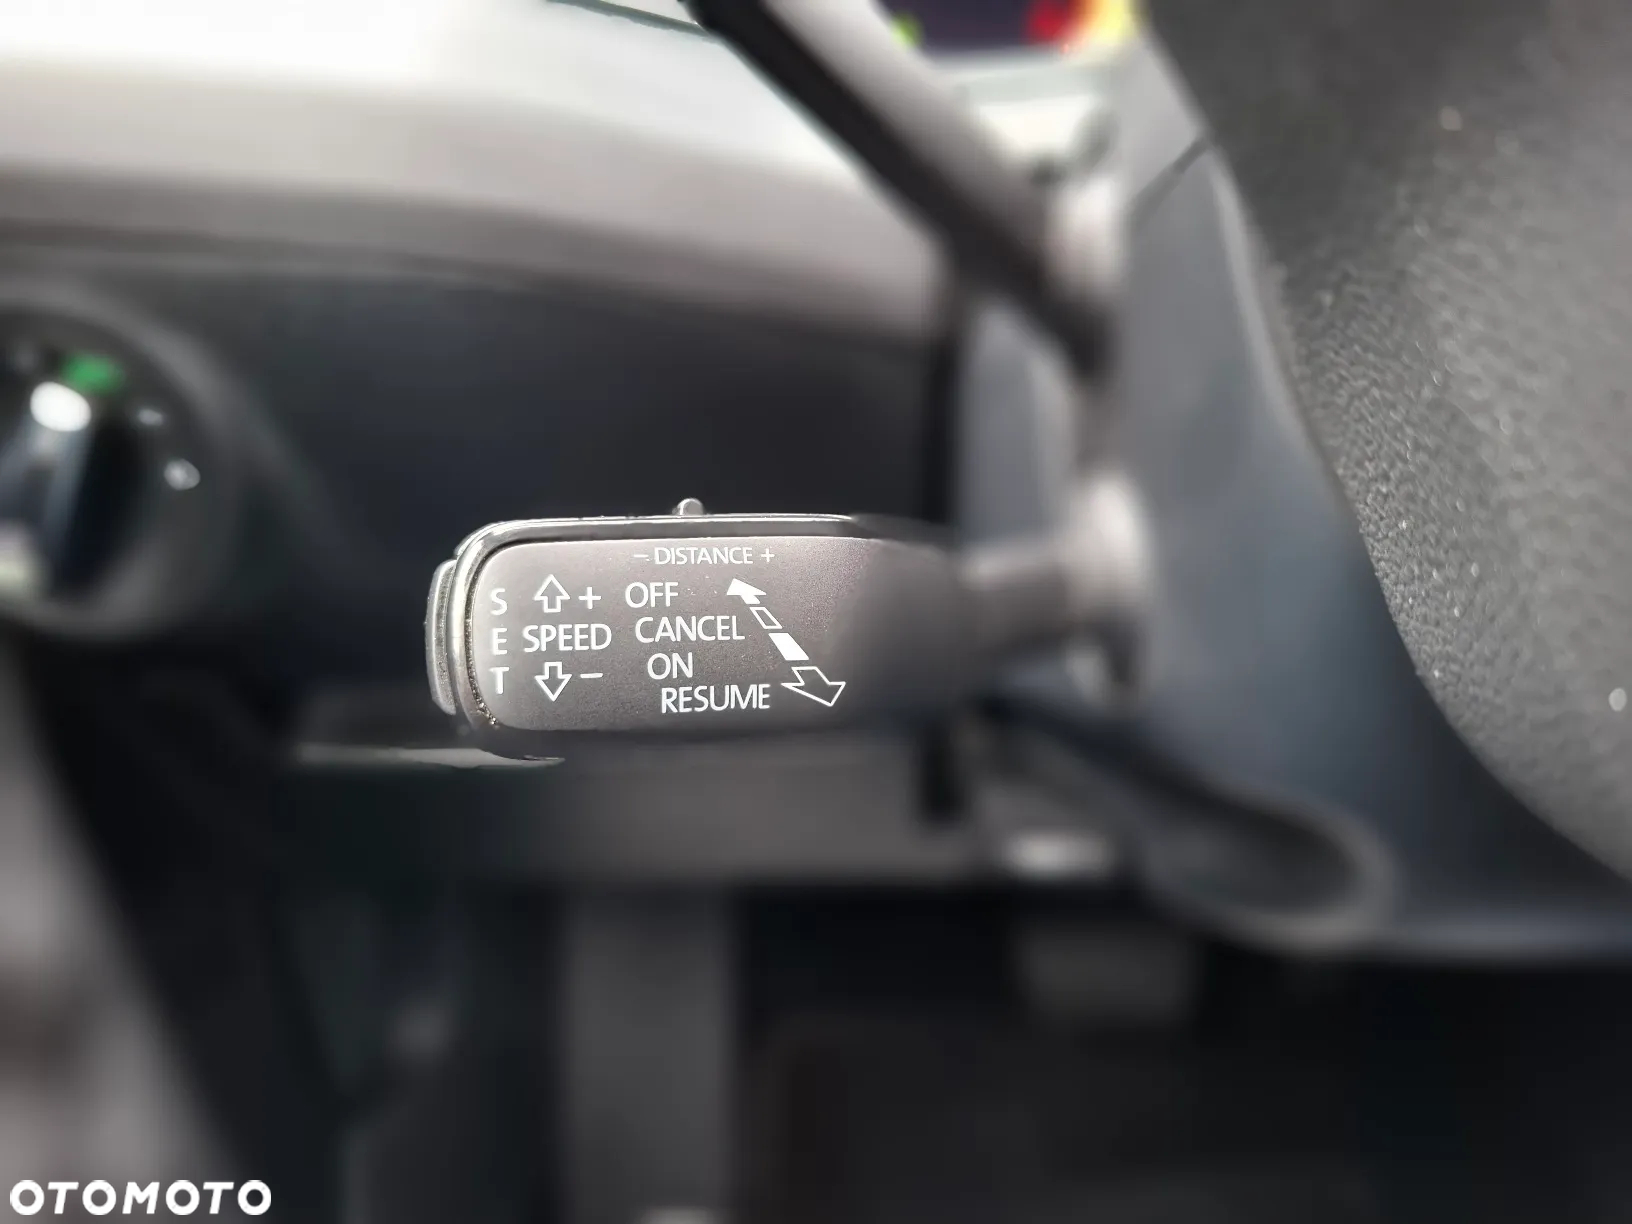 - DISTANCE +
S + OFF
E SPEED CANCEL
T - ON
RESUME
OTOMOTO